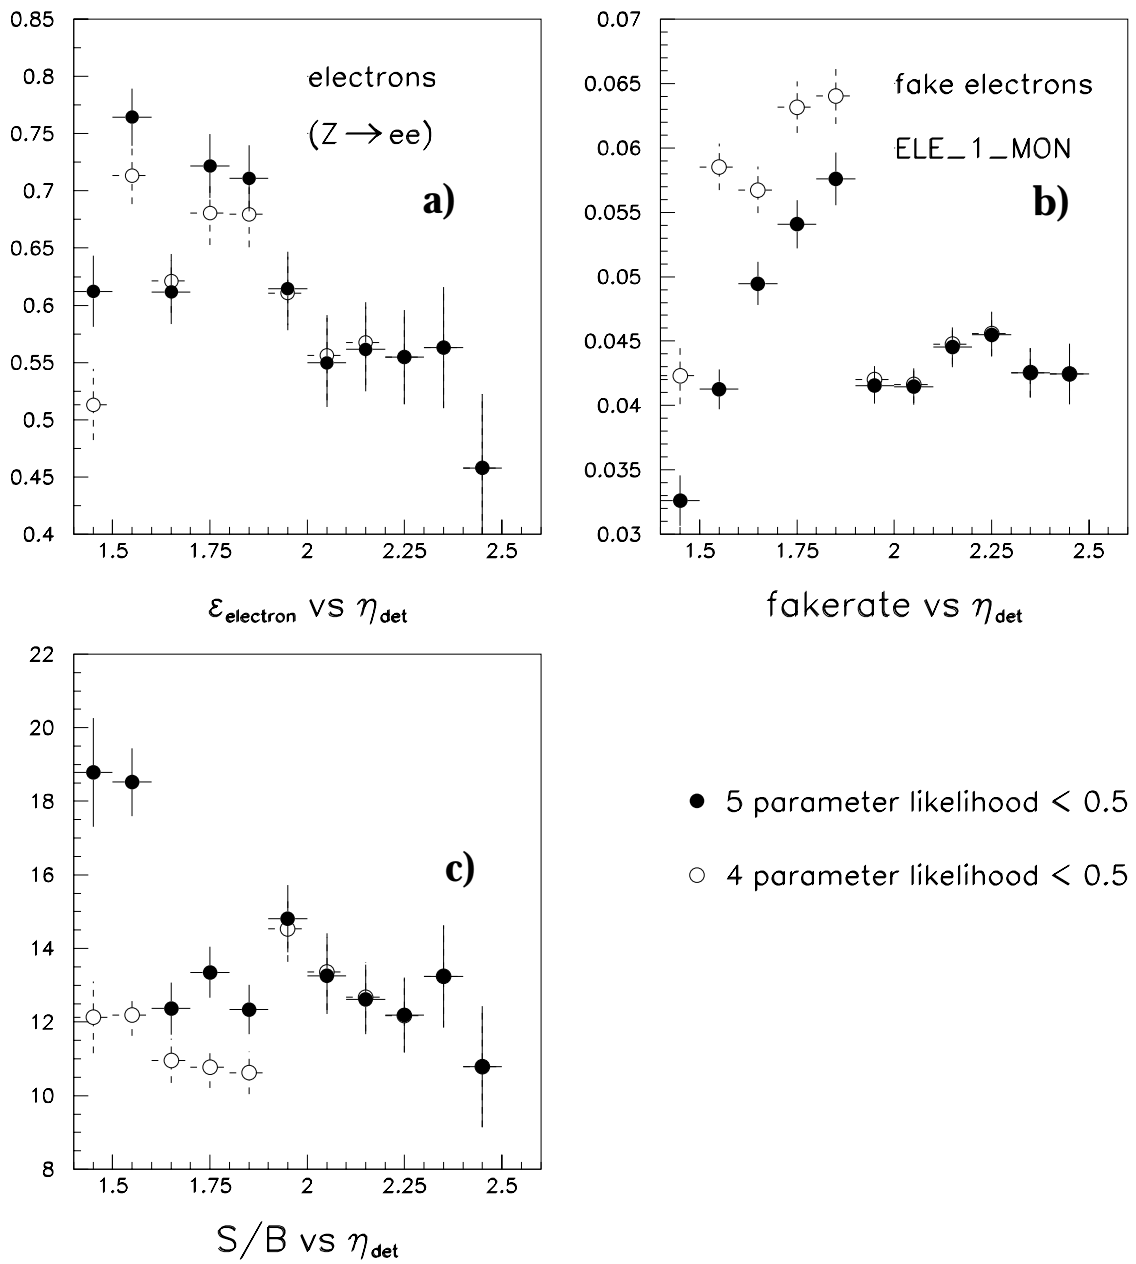 0.85
0.8
0.75
0.7
0.65
0.6
0.55
0.5
0.45
0.4
electrons
(Z → ee)
a)
1.5 1.75 2 2.25 2.5
εelectron vs ηdet
0.07
0.065
0.06
0.055
0.05
0.045
0.04
0.035
0.03
fake electrons
ELE_1_MON
b)
1.5 1.75 2 2.25 2.5
fakerate vs ηdet
22
20
18
16
14
12
10
8
c)
1.5 1.75 2 2.25 2.5
S/B vs ηdet
5 parameter likelihood < 0.5
4 parameter likelihood < 0.5